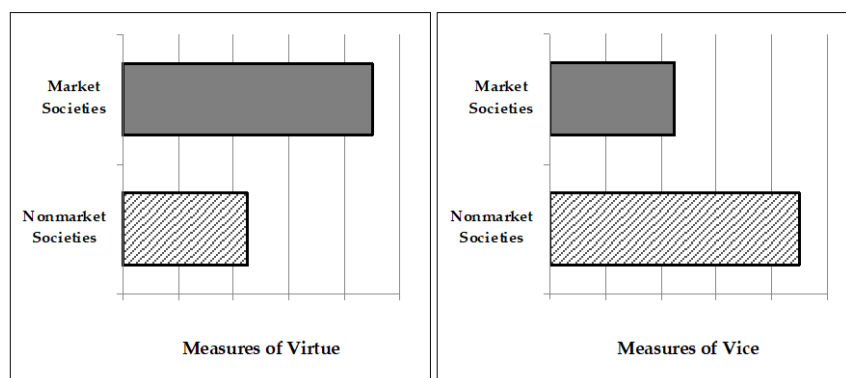 Market
Societies
Nonmarket
Societies
Measures of Virtue
Market
Societies
Nonmarket
Societies
Measures of Vice